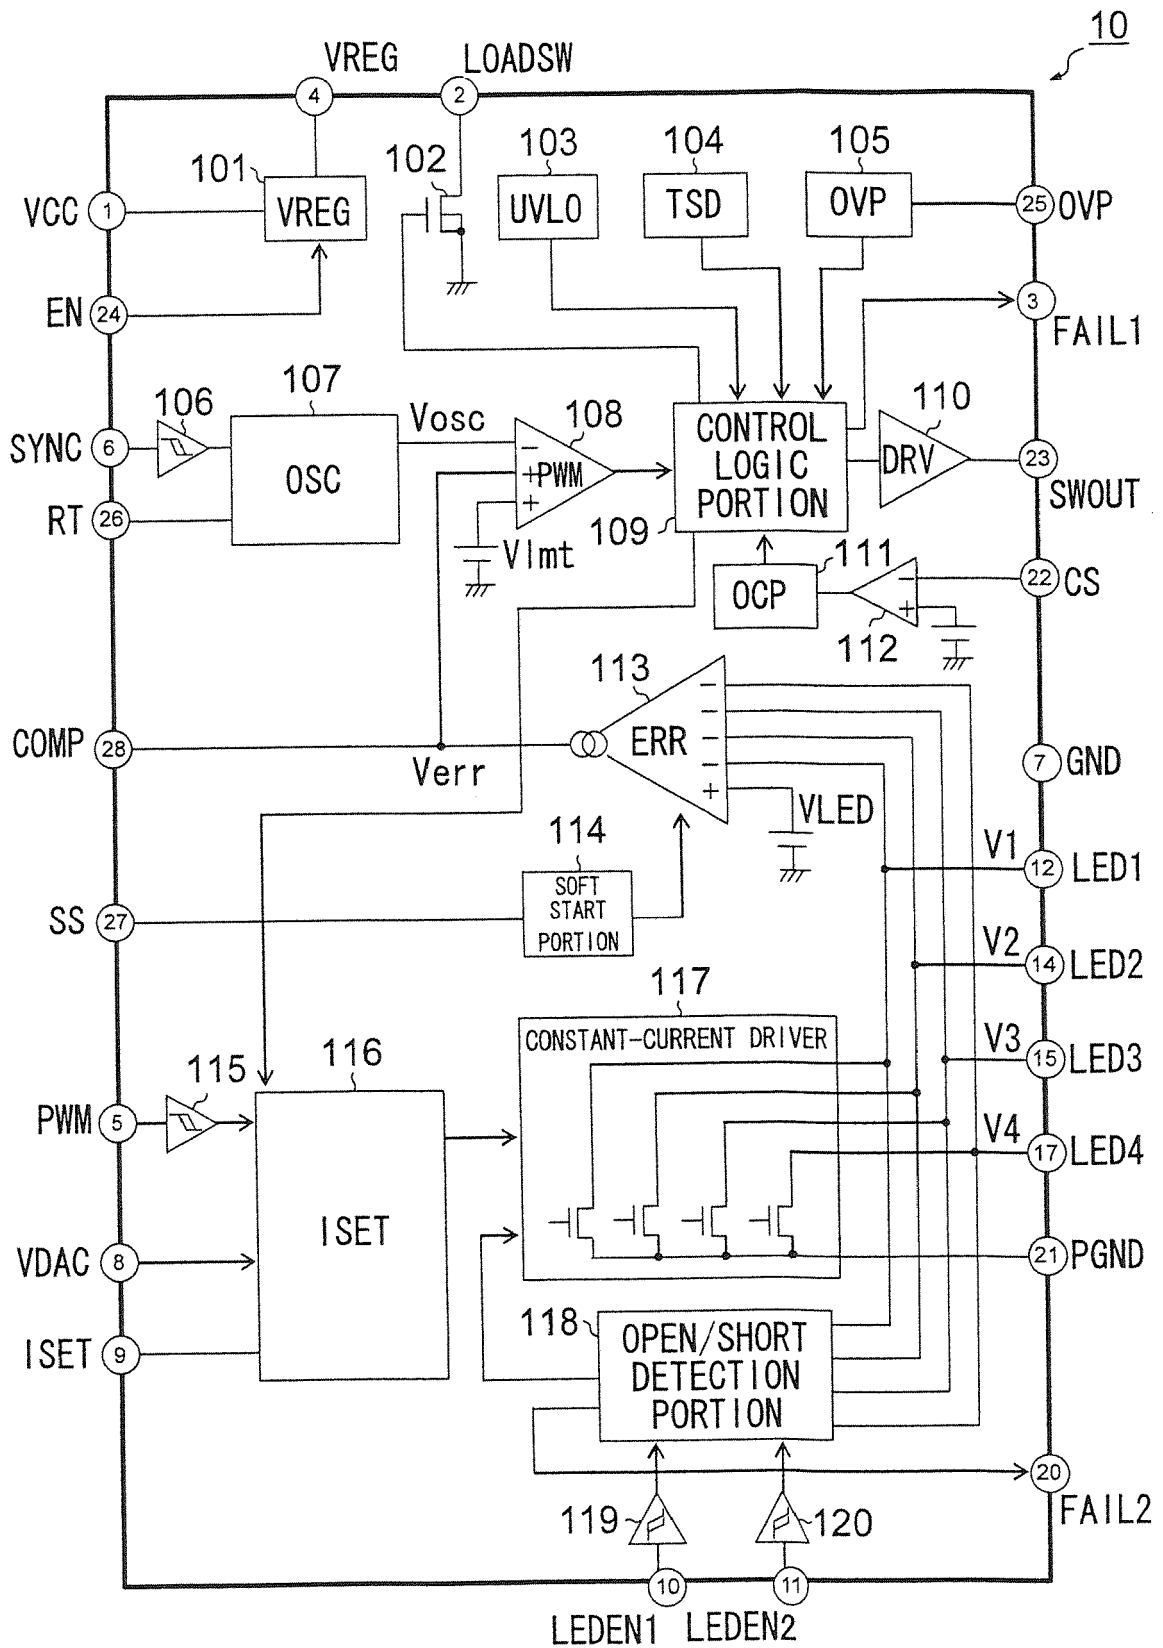 10
VREG
LOADSW
4
2
101
102
103
104
105
VCC
1
VREG
UVLO
TSD
OVP
25
OVP
EN
24
3
FAIL1
106
107
Vosc
108
110
SYNC
6
OSC
−
+
PWM
+
CONTROL
LOGIC
PORTION
DRV
23
SWOUT
RT
26
Vlmt
109
111
OCP
−
+
22
CS
112
113
−
−
−
−
+
ERR
COMP
28
Verr
7
GND
VLED
114
V1
12
LED1
SS
27
SOFT
START
PORTION
V2
14
LED2
117
CONSTANT-CURRENT DRIVER
V3
15
LED3
115
116
PWM
5
V4
17
LED4
ISET
VDAC
8
21
PGND
118
OPEN/SHORT
DETECTION
PORTION
ISET
9
20
FAIL2
119
120
10
11
LEDEN1
LEDEN2